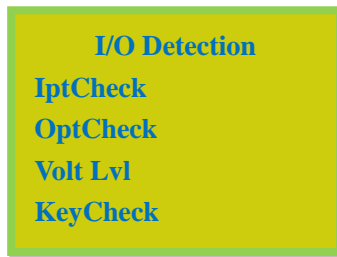 I/O Detection
IptCheck
OptCheck
Volt Lvl
KeyCheck